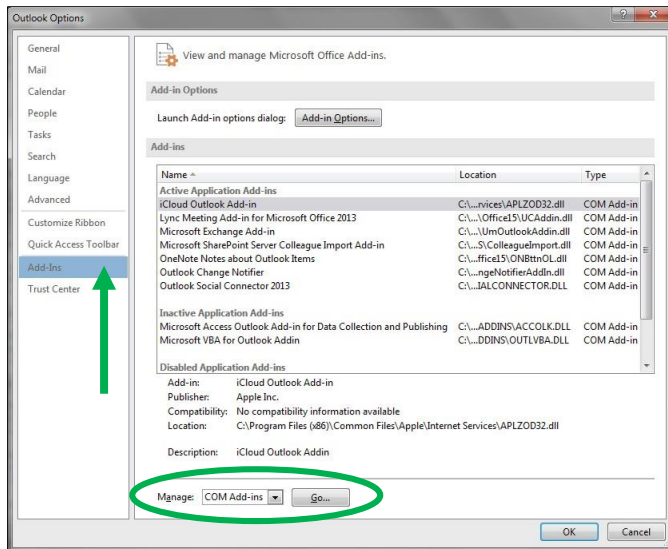 Outlook Options
General
Mail
Calendar
People
Tasks
Search
Language
Advanced
Customize Ribbon
Quick Access Toolbar
Add-Ins
Trust Center
View and manage Microsoft Office Add-ins.
Add-in Options
Launch Add-in options dialog: Add-in Options...
Add-ins
Name Location Type
Active Application Add-ins
iCloud Outlook Add-in C:\...rvices\APLZOD32.dll COM Add-in
Lync Meeting Add-in for Microsoft Office 2013 C:\...\Office15\UCAddin.dll COM Add-in
Microsoft Exchange Add-in C:\...\UmOutlookAddin.dll COM Add-in
Microsoft SharePoint Server Colleague Import Add-in C:\...S\ColleagueImport.dll COM Add-in
OneNote Notes about Outlook Items C:\...ffice15\ONBttnOL.dll COM Add-in
Outlook Change Notifier C:\...ngeNotifierAddIn.dll COM Add-in
Outlook Social Connector 2013 C:\...IALCONNECTOR.DLL COM Add-in
Inactive Application Add-ins
Microsoft Access Outlook Add-in for Data Collection and Publishing C:\...ADDINS\ACCOLK.DLL COM Add-in
Microsoft VBA for Outlook Addin C:\...DDINS\OUTLVBA.DLL COM Add-in
Disabled Application Add-ins
Add-in: iCloud Outlook Add-in
Publisher: Apple Inc.
Compatibility: No compatibility information available
Location: C:\Program Files (x86)\Common Files\Apple\Internet Services\APLZOD32.dll
Description: iCloud Outlook Addin
Manage: COM Add-ins Go...
OK Cancel